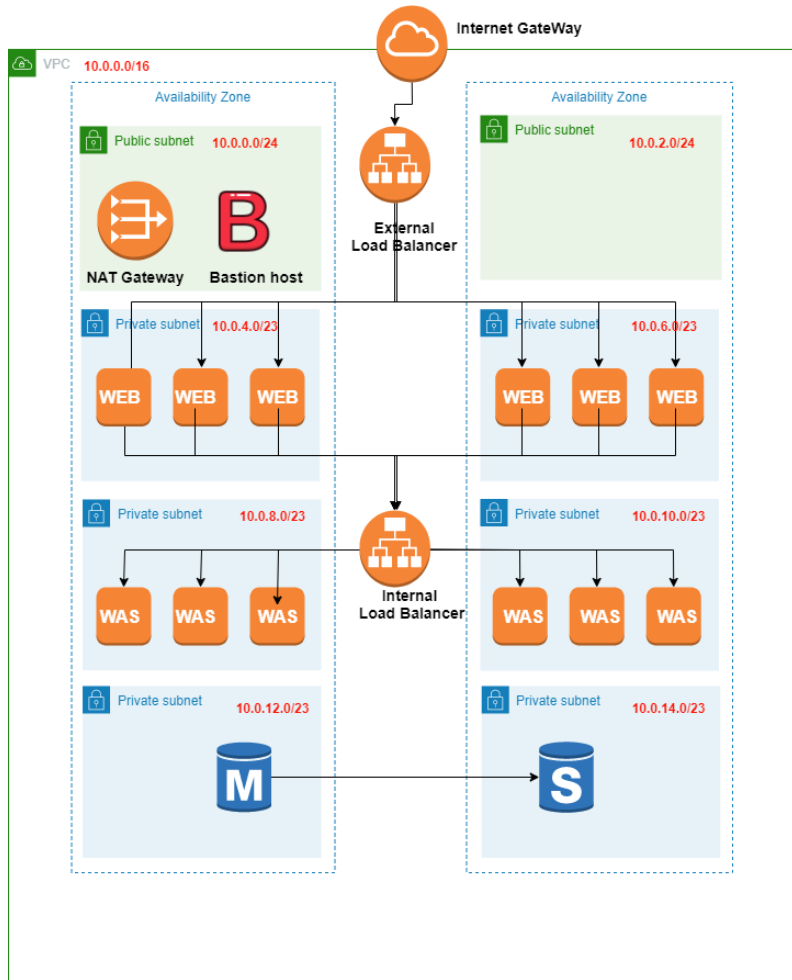 Internet GateWay
VPC 10.0.0.0/16
Availability Zone
Availability Zone
Public subnet 10.0.0.0/24
Public subnet
10.0.2.0/24
B
NAT Gateway
Bastion host
External
Load Balancer
Private subnet 10.0.4.0/23
Private subnet 10.0.6.0/23
WEB WEB WEB
WEB WEB WEB
Private subnet 10.0.8.0/23
Private subnet 10.0.10.0/23
Internal
Load Balancer
WAS WAS WAS
WAS WAS WAS
Private subnet 10.0.12.0/23
Private subnet 10.0.14.0/23
M
S